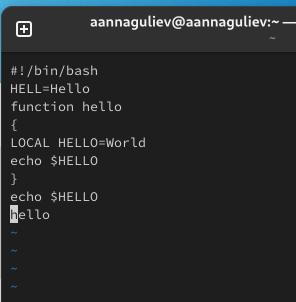 aannaguliev@aannaguliev:~ —
~
#!/bin/bash
HELL=Hello
function hello
{
LOCAL HELLO=World
echo $HELLO
}
echo $HELLO
hello
~
~
~
~